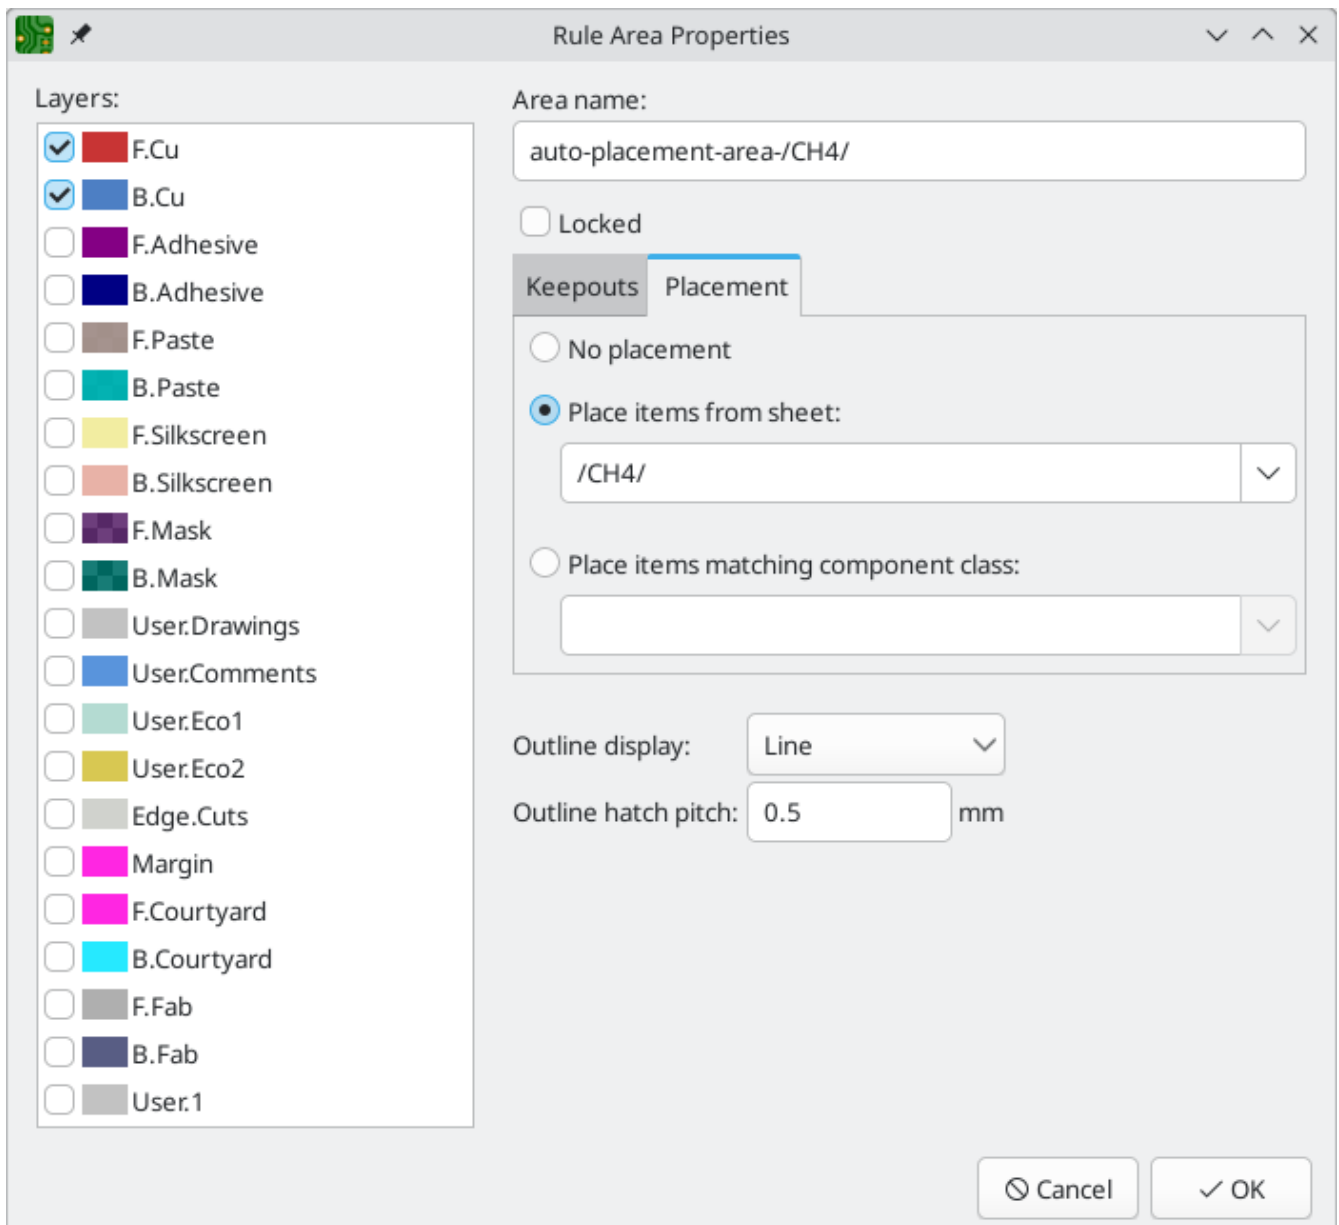 Rule Area Properties
Layers:
F.Cu
B.Cu
F.Adhesive
B.Adhesive
F.Paste
B.Paste
F.Silkscreen
B.Silkscreen
F.Mask
B.Mask
User.Drawings
User.Comments
User.Eco1
User.Eco2
Edge.Cuts
Margin
F.Courtyard
B.Courtyard
F.Fab
B.Fab
User.1
Area name:
auto-placement-area-/CH4/
Locked
Keepouts Placement
No placement
Place items from sheet:
/CH4/
Place items matching component class:
Outline display: Line
Outline hatch pitch: 0.5 mm
Cancel OK